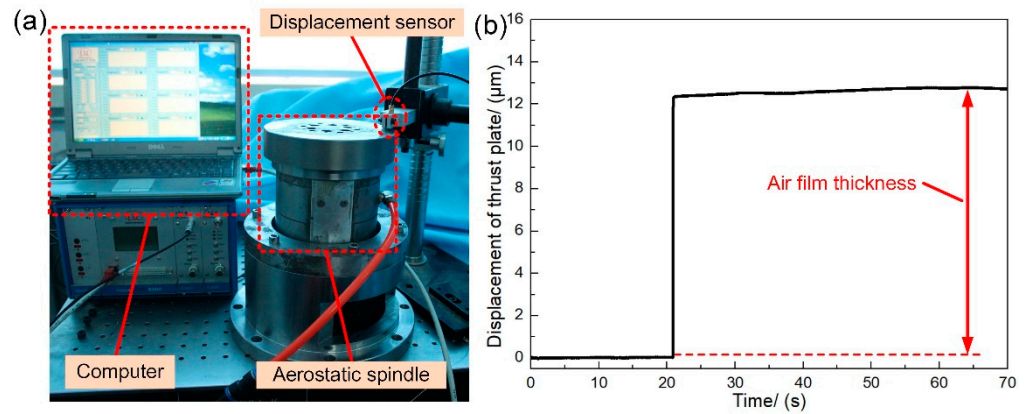 (a)
Displacement sensor
DELL
Computer
Aerostatic spindle
(b)
Displacement of thrust plate/ (μm)
16
14
12
10
8
6
4
2
0
Air film thickness
0 10 20 30 40 50 60 70
Time/ (s)